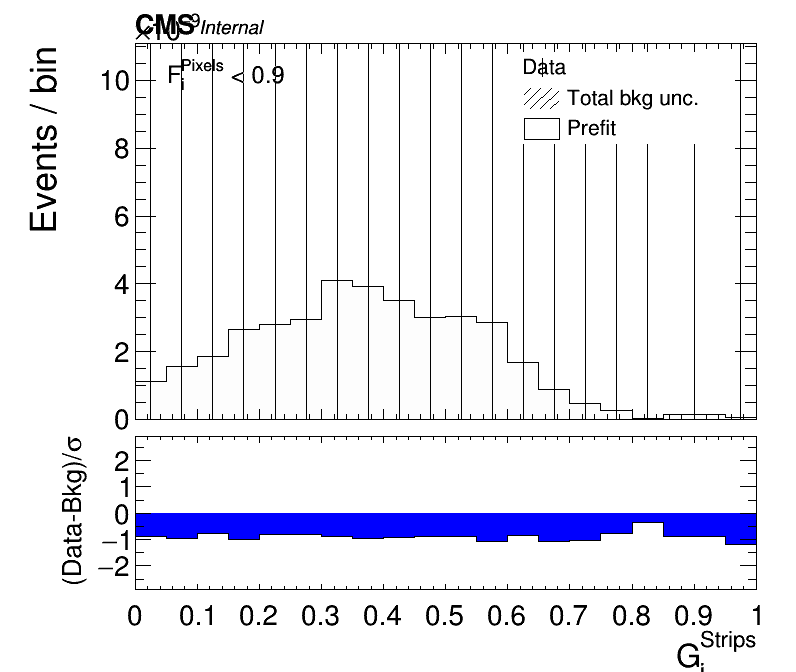 CMS Internal
×10⁻⁹
F_i^Pixels < 0.9
Data
Total bkg unc.
Prefit
Events / bin
10
8
6
4
2
0
(Data-Bkg)/σ
2
1
0
−1
−2
0 0.1 0.2 0.3 0.4 0.5 0.6 0.7 0.8 0.9 1
G_i^Strips